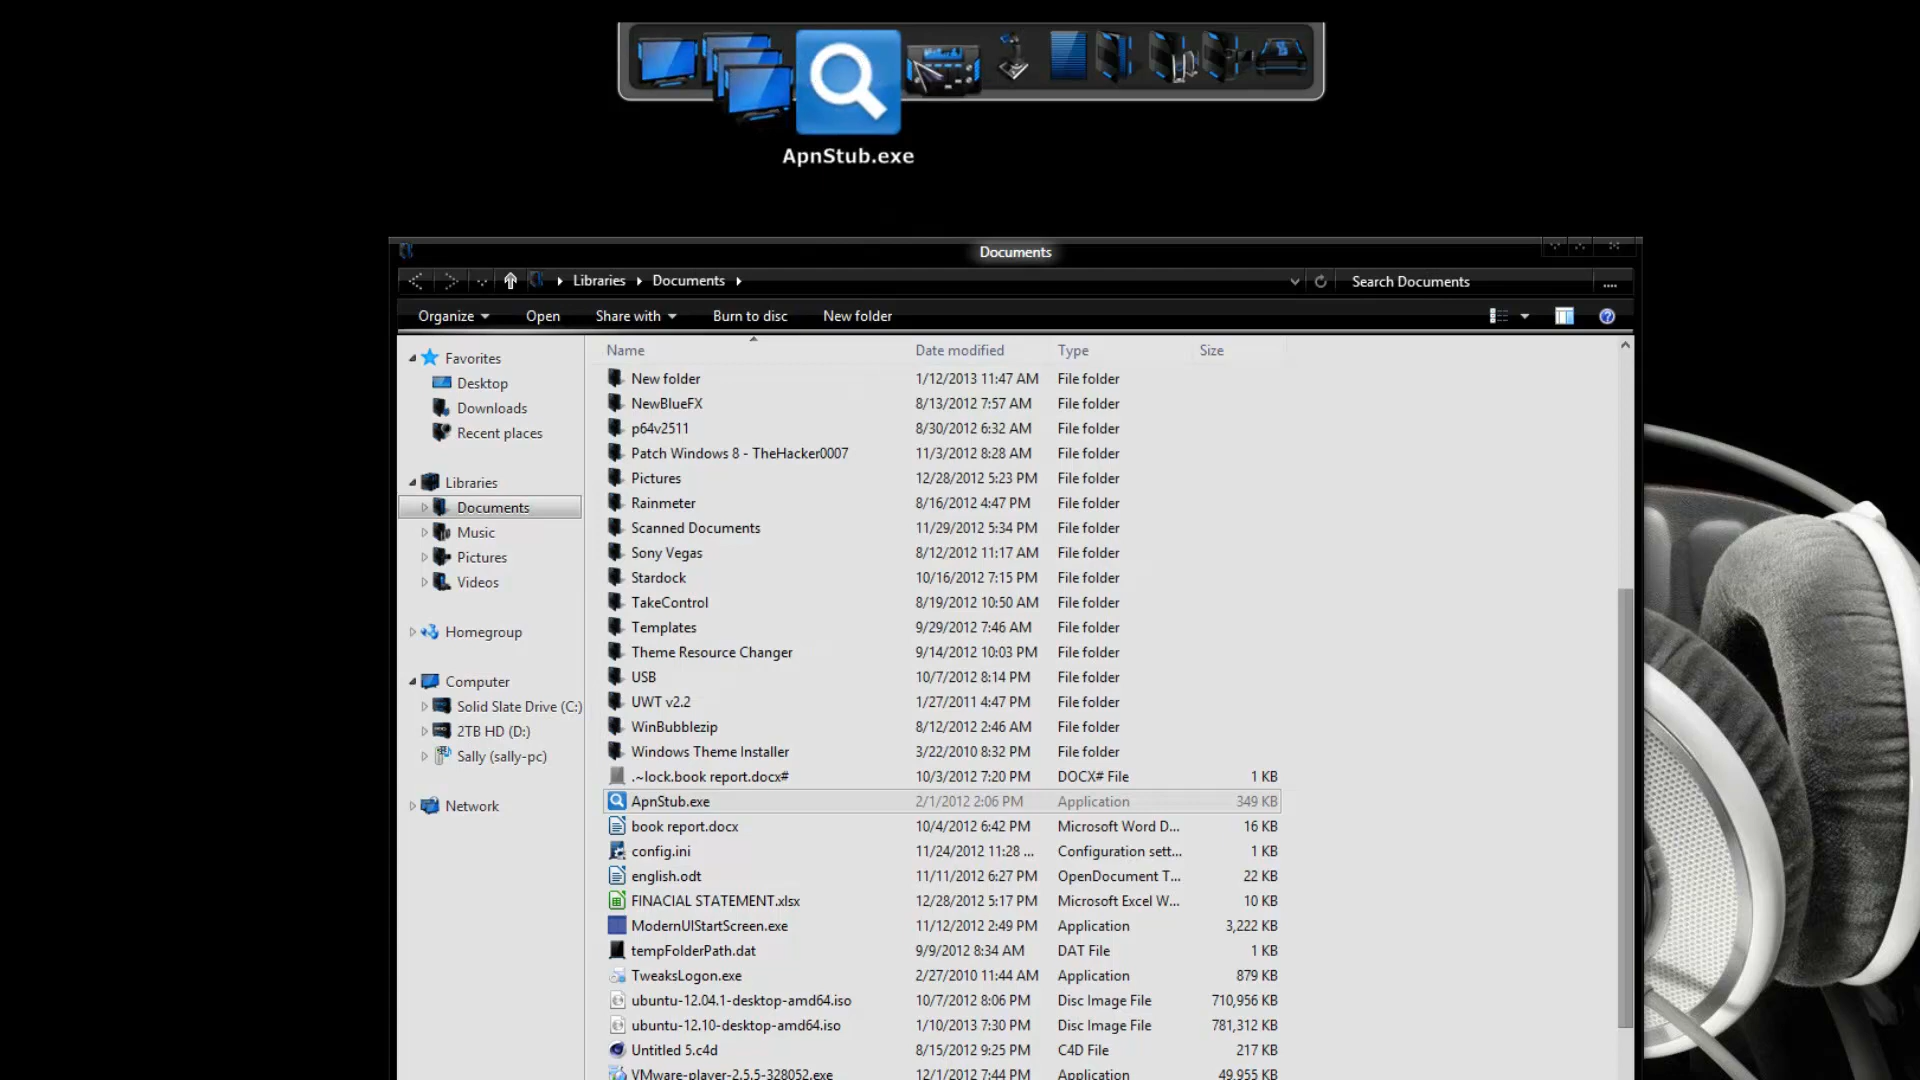 ApnStub.exe
Documents
Libraries Documents Search Documents
Organize Open Share with Burn to disc New folder
Favorites
Desktop
Downloads
Recent places
Libraries
Documents
Music
Pictures
Videos
Homegroup
Computer
Solid Slate Drive (C:)
2TB HD (D:)
Sally (sally-pc)
Network
Name Date modified Type Size
New folder 1/12/2013 11:47 AM File folder
NewBlueFX 8/13/2012 7:57 AM File folder
p64v2511 8/30/2012 6:32 AM File folder
Patch Windows 8 - TheHacker0007 11/3/2012 8:28 AM File folder
Pictures 12/28/2012 5:23 PM File folder
Rainmeter 8/16/2012 4:47 PM File folder
Scanned Documents 11/29/2012 5:34 PM File folder
Sony Vegas 8/12/2012 11:17 AM File folder
Stardock 10/16/2012 7:15 PM File folder
TakeControl 8/19/2012 10:50 AM File folder
Templates 9/29/2012 7:46 AM File folder
Theme Resource Changer 9/14/2012 10:03 PM File folder
USB 10/7/2012 8:14 PM File folder
UWT v2.2 1/27/2011 4:47 PM File folder
WinBubblezip 8/12/2012 2:46 AM File folder
Windows Theme Installer 3/22/2010 8:32 PM File folder
.~lock.book report.docx# 10/3/2012 7:20 PM DOCX# File 1 KB
ApnStub.exe 2/1/2012 2:06 PM Application 349 KB
book report.docx 10/4/2012 6:42 PM Microsoft Word D... 16 KB
config.ini 11/24/2012 11:28 ... Configuration sett... 1 KB
english.odt 11/11/2012 6:27 PM OpenDocument T... 22 KB
FINACIAL STATEMENT.xlsx 12/28/2012 5:17 PM Microsoft Excel W... 10 KB
ModernUIStartScreen.exe 11/12/2012 2:49 PM Application 3,222 KB
tempFolderPath.dat 9/9/2012 8:34 AM DAT File 1 KB
TweaksLogon.exe 2/27/2010 11:44 AM Application 879 KB
ubuntu-12.04.1-desktop-amd64.iso 10/7/2012 8:06 PM Disc Image File 710,956 KB
ubuntu-12.10-desktop-amd64.iso 1/10/2013 7:30 PM Disc Image File 781,312 KB
Untitled 5.c4d 8/15/2012 9:25 PM C4D File 217 KB
VMware-player-2.5.5-328052.exe 12/1/2012 7:44 PM Application 49,955 KB